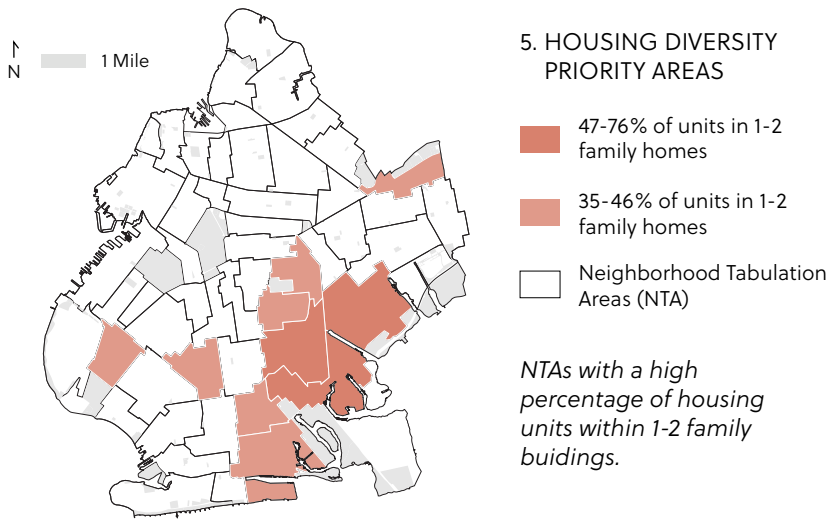 N
1 Mile
5. HOUSING DIVERSITY
PRIORITY AREAS
47-76% of units in 1-2
family homes
35-46% of units in 1-2
family homes
Neighborhood Tabulation
Areas (NTA)
NTAs with a high
percentage of housing
units within 1-2 family
buidings.